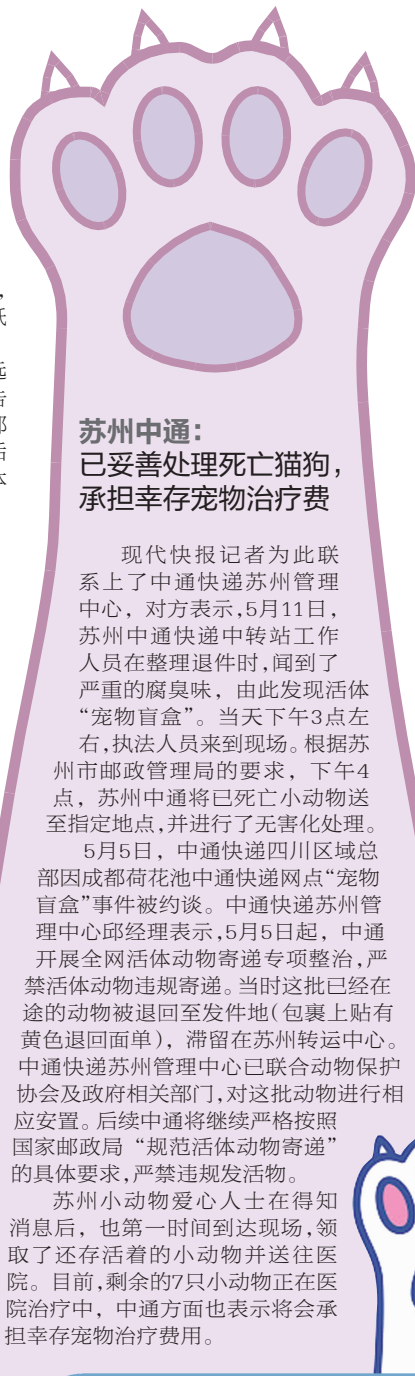 苏州中通：
已妥善处理死亡猫狗，
承担幸存宠物治疗费
现代快报记者为此联
系上了中通快递苏州管理
中心，对方表示，5月11日，
苏州中通快递中转站工作
人员在整理退件时，闻到了
严重的腐臭味，由此发现活体
“宠物盲盒”。当天下午3点左
右，执法人员来到现场。根据苏
州市邮政管理局的要求，下午4
点，苏州中通将已死亡小动物送
至指定地点，并进行了无害化处理。
5月5日，中通快递四川区域总
部因成都荷花池中通快递网点“宠物
盲盒”事件被约谈。中通快递苏州管
理中心邱经理表示，5月5日起，中通
开展全网活体动物寄递专项整治，严
禁活体动物违规寄递。当时这批已经在
途的动物被退回至发件地(包裹上贴有
黄色退回面单)，滞留在苏州转运中心。
中通快递苏州管理中心已联合动物保护
协会及政府相关部门，对这批动物进行相
应安置。后续中通将继续严格按照
国家邮政局“规范活体动物寄递”
的具体要求，严禁违规发活物。
苏州小动物爱心人士在得知
消息后，也第一时间到达现场，领
取了还存活着的小动物并送往医
院。目前，剩余的7只小动物正在医
院治疗中，中通方面也表示将会承
担幸存宠物治疗费用。